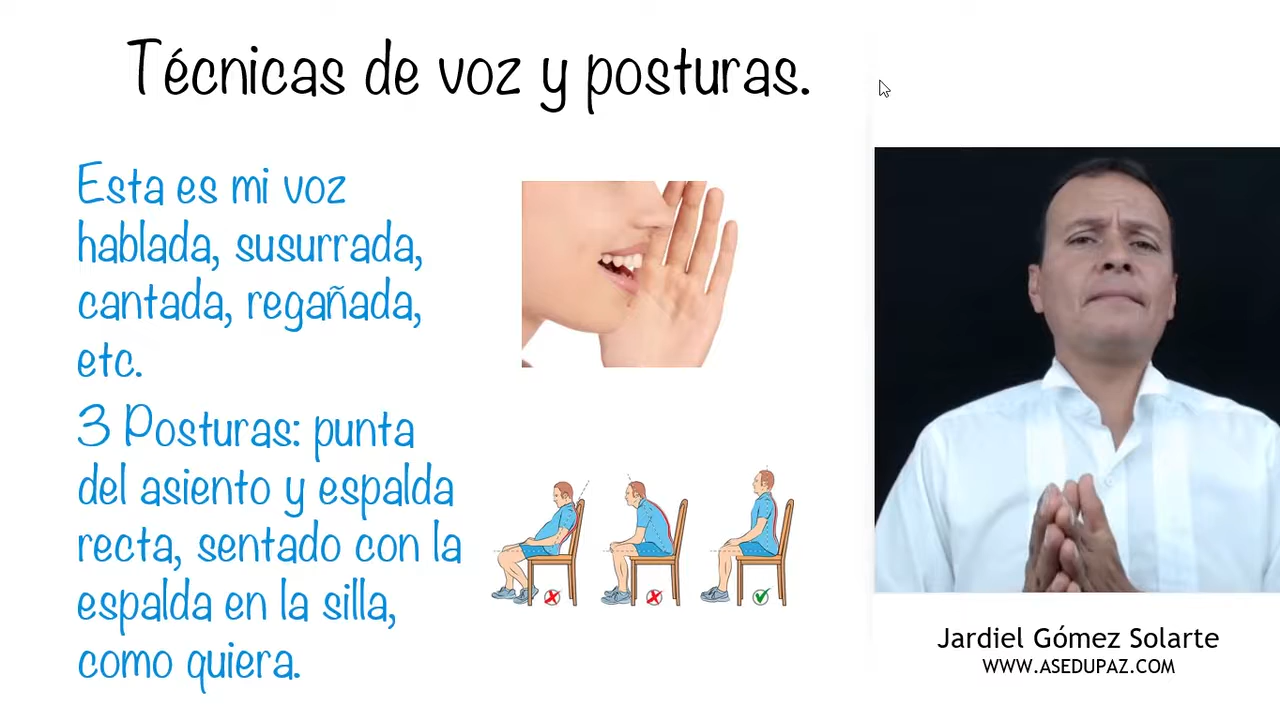 Técnicas de voz y posturas.
Esta es mi voz
hablada, susurrada,
cantada, regañada,
etc.
3 Posturas: punta
del asiento y espalda
recta, sentado con la
espalda en la silla,
como quiera.
Jardiel Gómez Solarte
WWW.ASEDUPAZ.COM